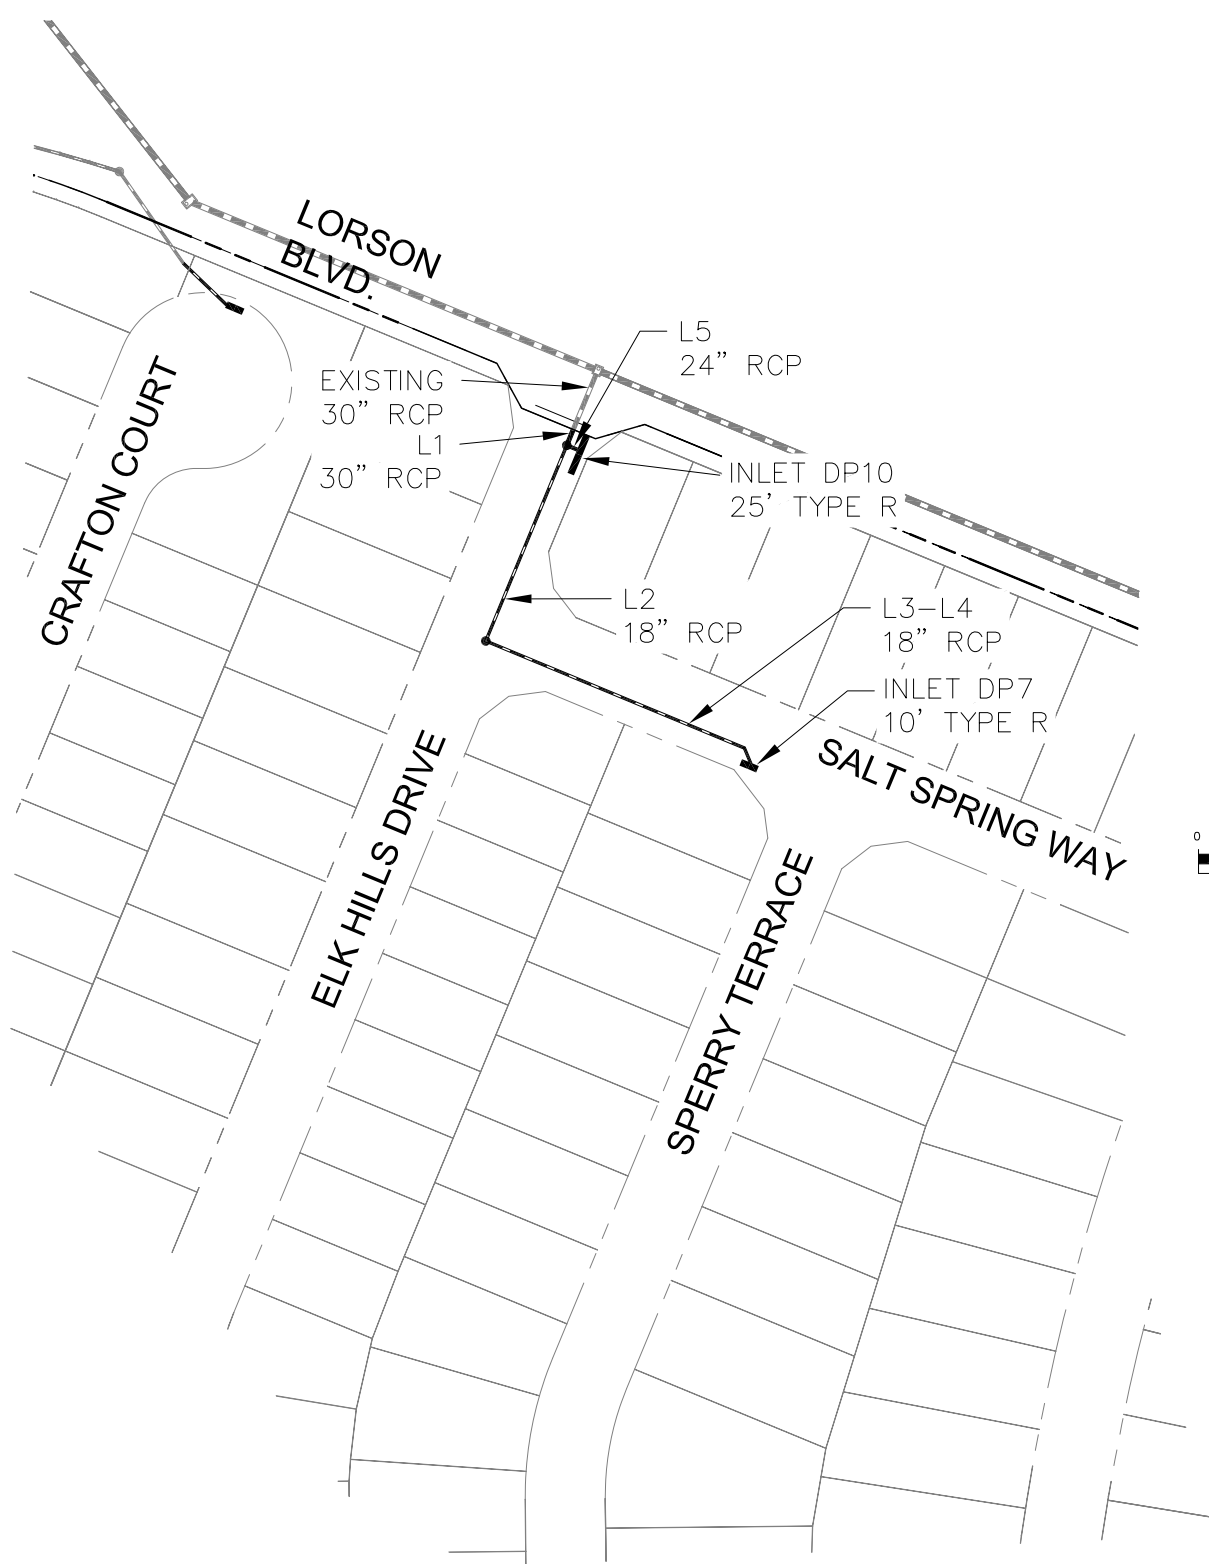 LORSON
BLVD.
L5
24” RCP
EXISTING
30” RCP
L1
30” RCP
INLET DP10
25’ TYPE R
CRAFTON COURT
L2
18” RCP
L3–L4
18” RCP
INLET DP7
10’ TYPE R
SALT SPRING WAY
ELK HILLS DRIVE
SPERRY TERRACE
0